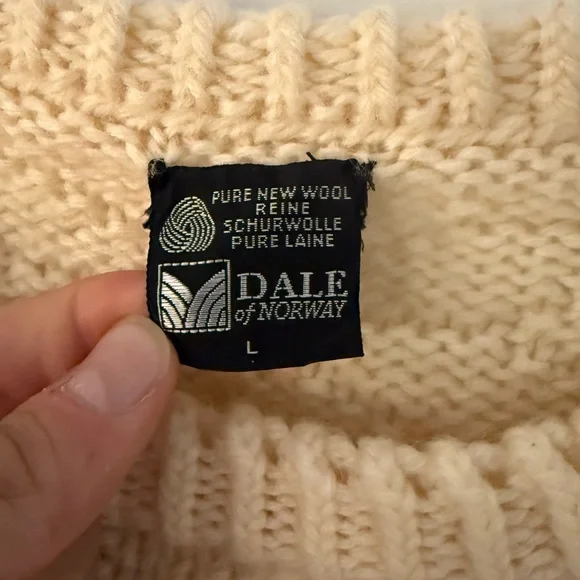 PURE NEW WOOL
REINE
SCHURWOLLE
PURE LAINE
DALE
of NORWAY
L